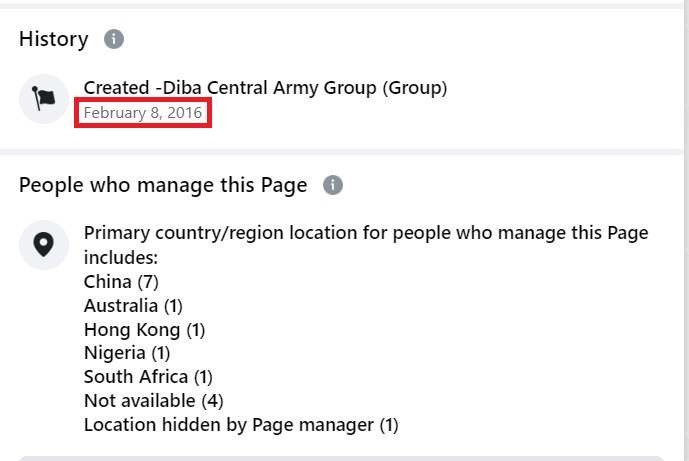 History
Created -Diba Central Army Group (Group)
February 8, 2016
People who manage this Page
Primary country/region location for people who manage this Page
includes:
China (7)
Australia (1)
Hong Kong (1)
Nigeria (1)
South Africa (1)
Not available (4)
Location hidden by Page manager (1)